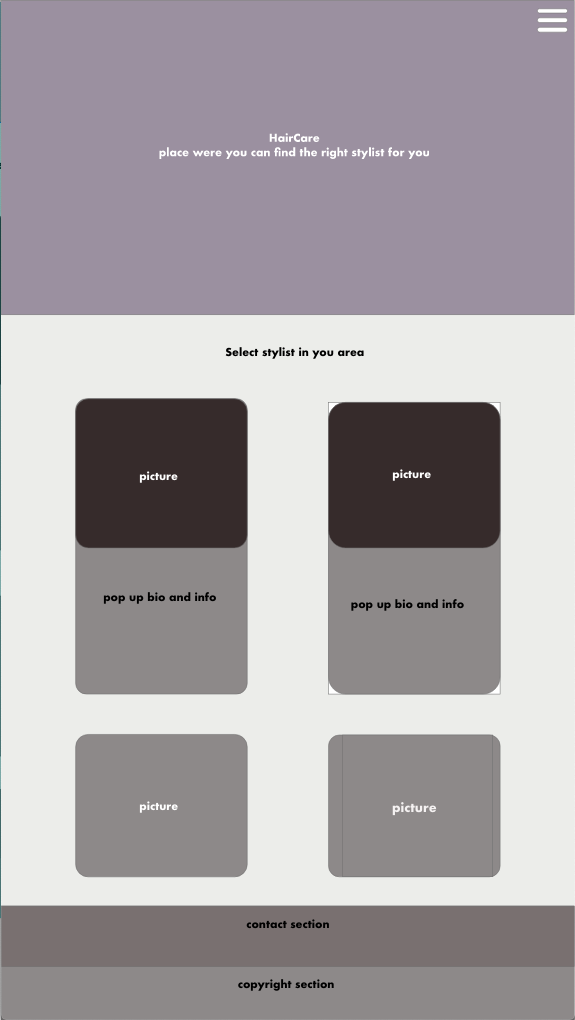 HairCare
place were you can find the right stylist for you
Select stylist in you area
picture
picture
pop up bio and info
pop up bio and info
picture
picture
contact section
copyright section